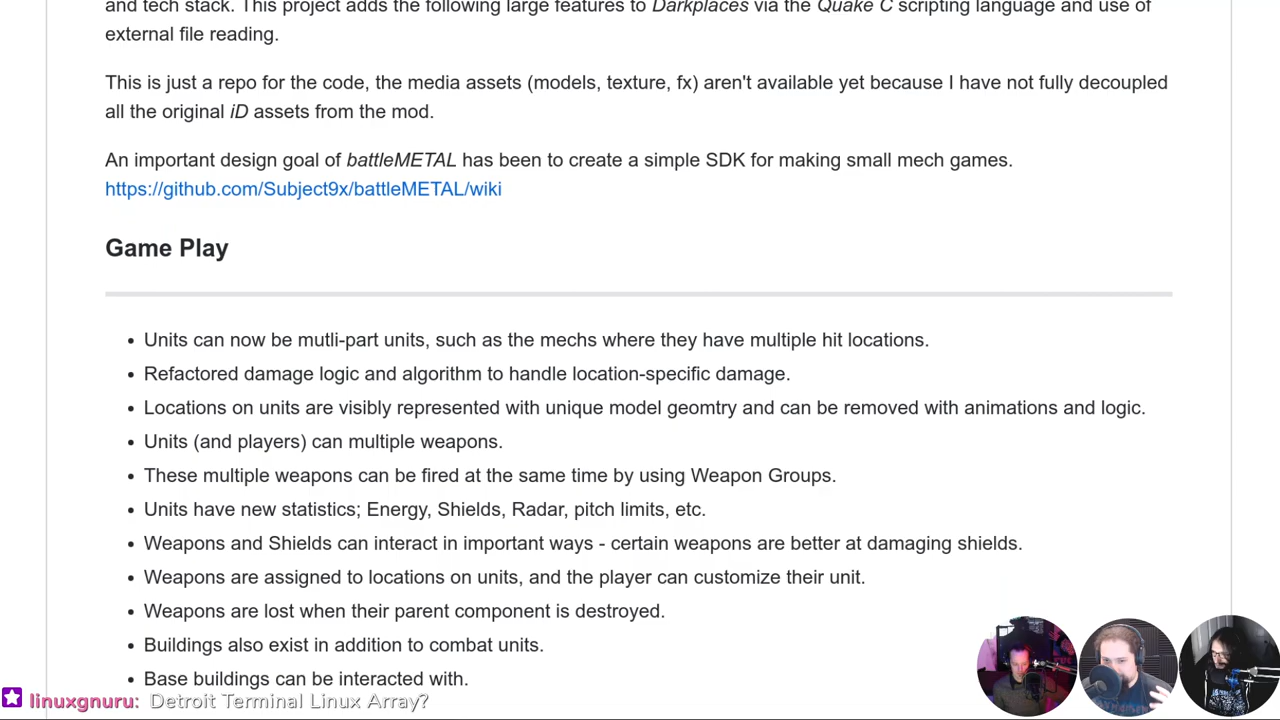 and tech stack. This project adds the following large features to Darkplaces via the Quake C scripting language and use of
external file reading.
This is just a repo for the code, the media assets (models, texture, fx) aren't available yet because I have not fully decoupled
all the original iD assets from the mod.
An important design goal of battleMETAL has been to create a simple SDK for making small mech games.
https://github.com/Subject9x/battleMETAL/wiki
Game Play
Units can now be mutli-part units, such as the mechs where they have multiple hit locations.
Refactored damage logic and algorithm to handle location-specific damage.
Locations on units are visibly represented with unique model geomtry and can be removed with animations and logic.
Units (and players) can multiple weapons.
These multiple weapons can be fired at the same time by using Weapon Groups.
Units have new statistics; Energy, Shields, Radar, pitch limits, etc.
Weapons and Shields can interact in important ways - certain weapons are better at damaging shields.
Weapons are assigned to locations on units, and the player can customize their unit.
Weapons are lost when their parent component is destroyed.
Buildings also exist in addition to combat units.
Base buildings can be interacted with.
linuxgnuru: Detroit Terminal Linux Array?